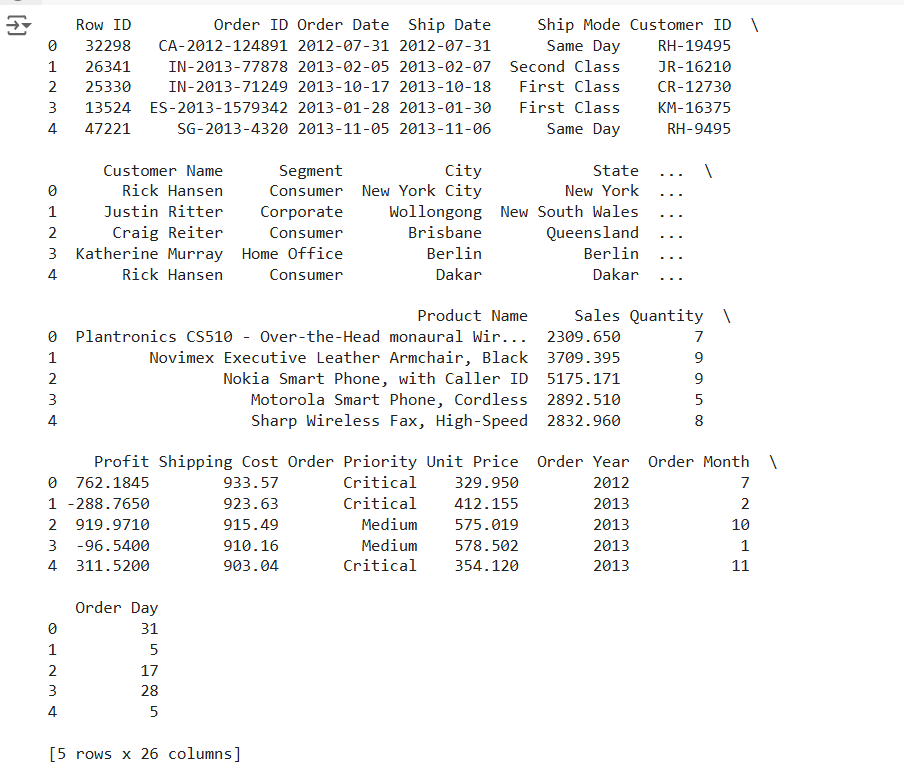 Row ID Order ID Order Date Ship Date Ship Mode Customer ID \
0 32298 CA-2012-124891 2012-07-31 2012-07-31 Same Day RH-19495
1 26341 IN-2013-77878 2013-02-05 2013-02-07 Second Class JR-16210
2 25330 IN-2013-71249 2013-10-17 2013-10-18 First Class CR-12730
3 13524 ES-2013-1579342 2013-01-28 2013-01-30 First Class KM-16375
4 47221 SG-2013-4320 2013-11-05 2013-11-06 Same Day RH-9495
Customer Name Segment City State ... \
0 Rick Hansen Consumer New York City New York ...
1 Justin Ritter Corporate Wollongong New South Wales ...
2 Craig Reiter Consumer Brisbane Queensland ...
3 Katherine Murray Home Office Berlin Berlin ...
4 Rick Hansen Consumer Dakar Dakar ...
Product Name Sales Quantity \
0 Plantronics CS510 - Over-the-Head monaural Wir... 2309.650 7
1 Novimex Executive Leather Armchair, Black 3709.395 9
2 Nokia Smart Phone, with Caller ID 5175.171 9
3 Motorola Smart Phone, Cordless 2892.510 5
4 Sharp Wireless Fax, High-Speed 2832.960 8
Profit Shipping Cost Order Priority Unit Price Order Year Order Month \
0 762.1845 933.57 Critical 329.950 2012 7
1 -288.7650 923.63 Critical 412.155 2013 2
2 919.9710 915.49 Medium 575.019 2013 10
3 -96.5400 910.16 Medium 578.502 2013 1
4 311.5200 903.04 Critical 354.120 2013 11
Order Day
0 31
1 5
2 17
3 28
4 5
[5 rows x 26 columns]